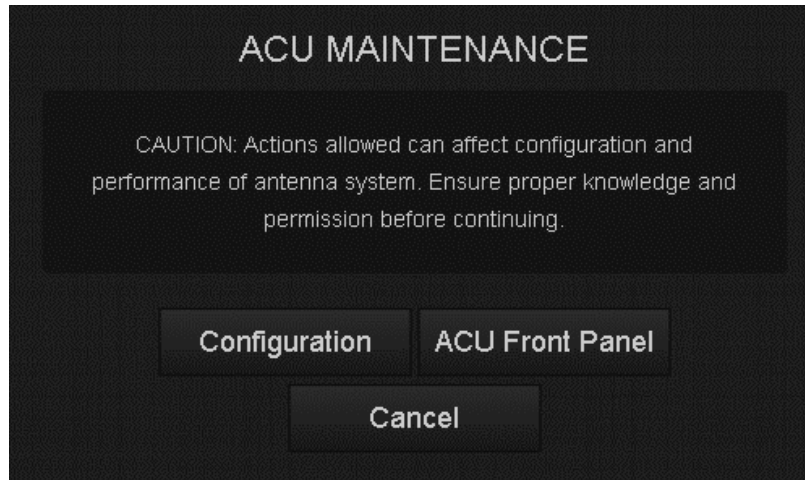 ACU MAINTENANCE
CAUTION: Actions allowed can affect configuration and
performance of antenna system. Ensure proper knowledge and
permission before continuing.
Configuration
ACU Front Panel
Cancel